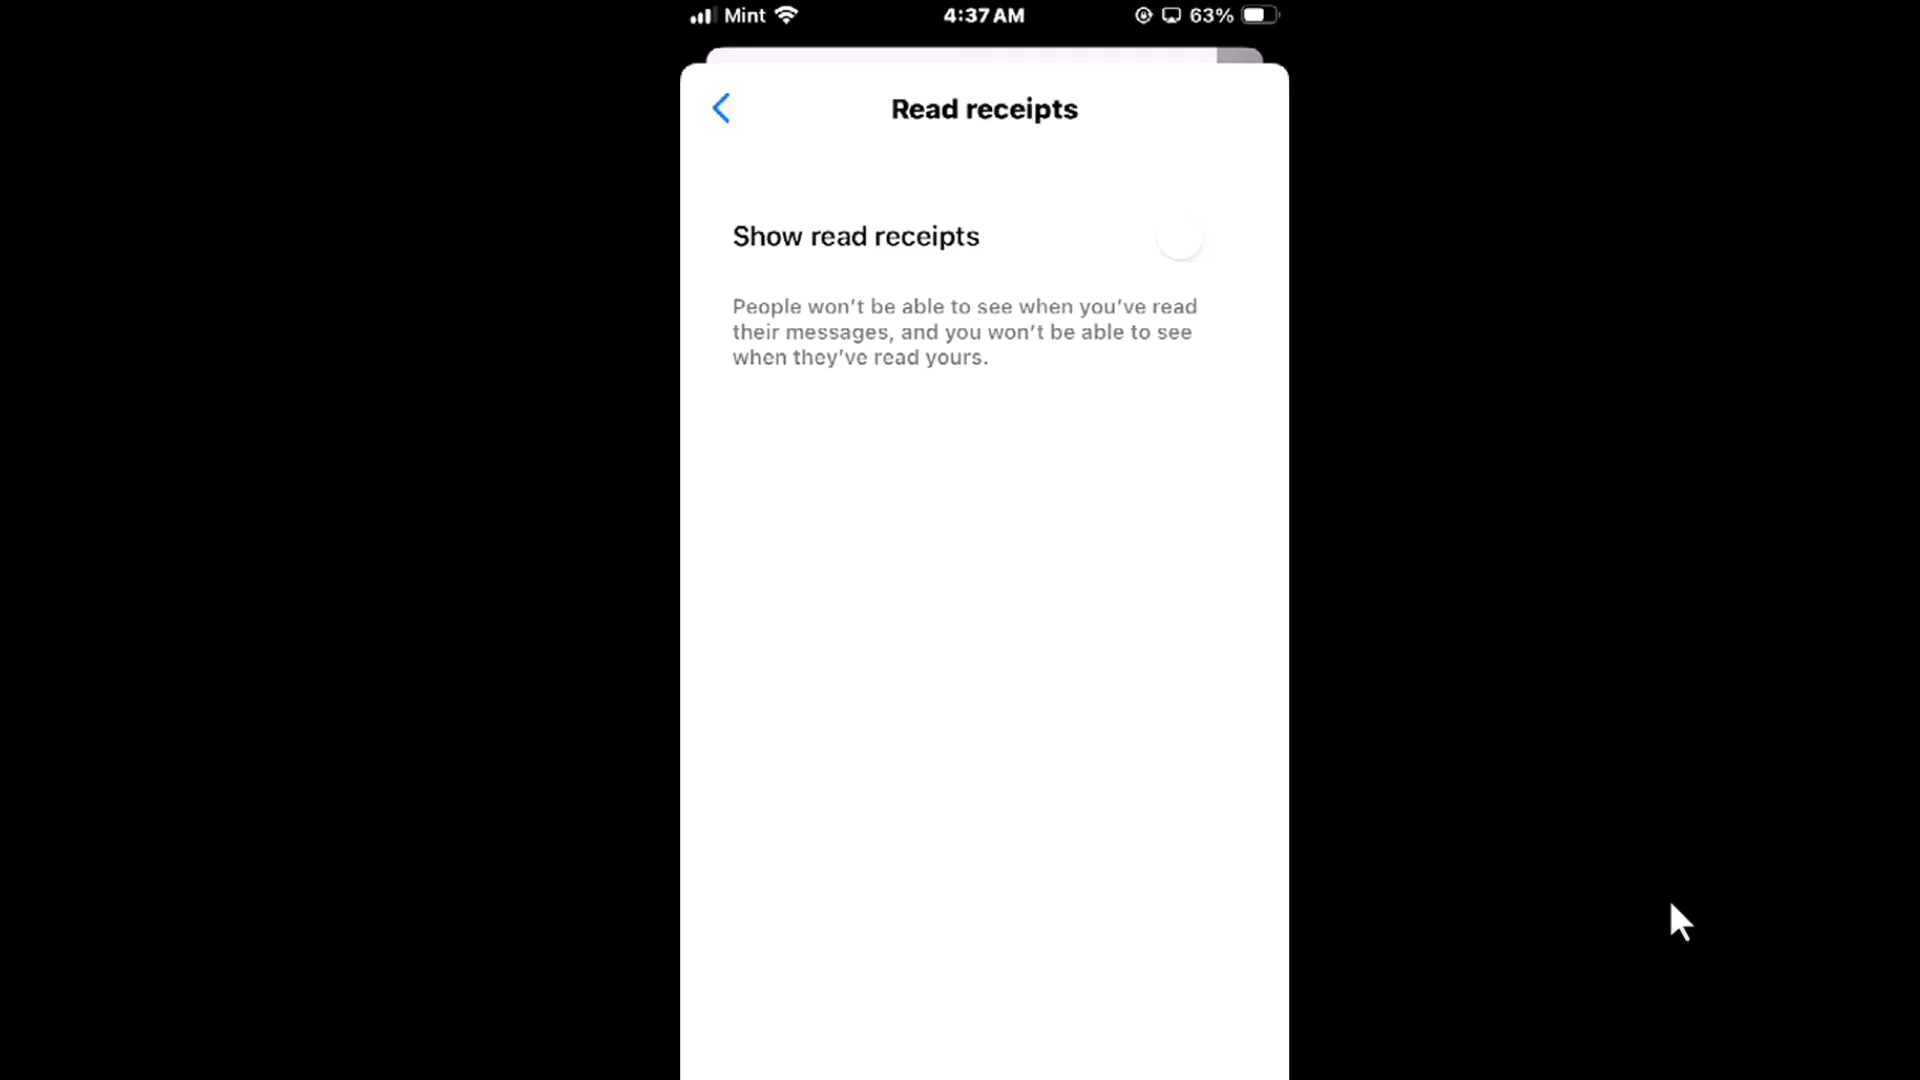 Mint 4:37 AM 63%
Read receipts
Show read receipts
People won't be able to see when you've read
their messages, and you won't be able to see
when they've read yours.